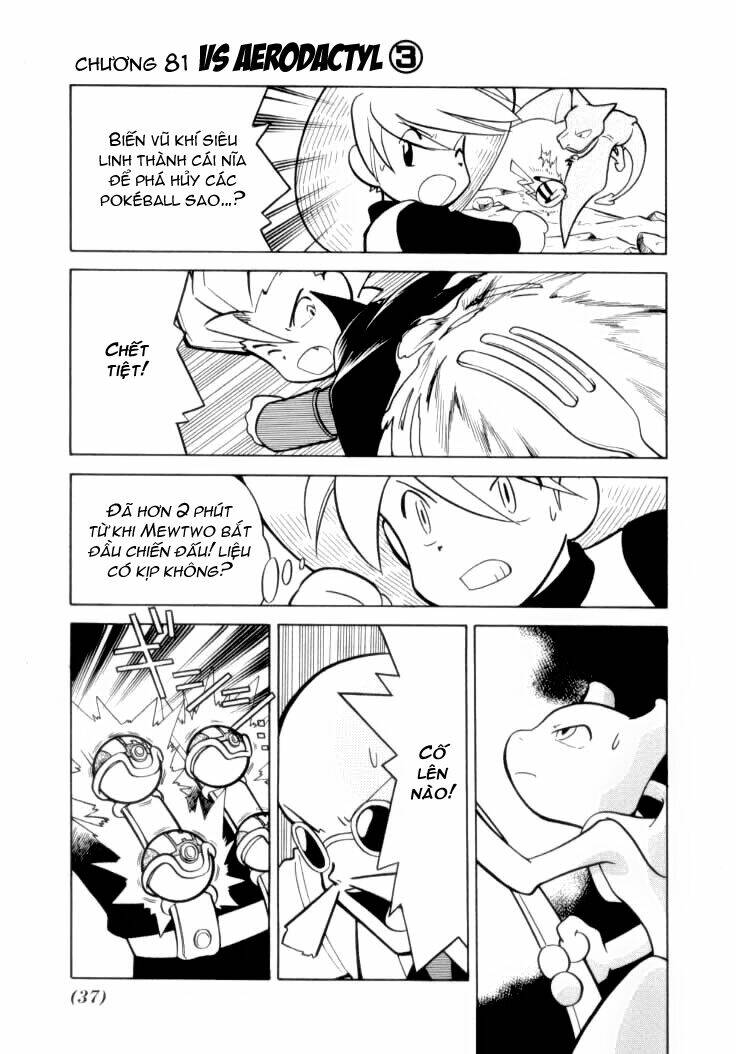 CHƯƠNG 81 VS AERODACTYL ③
BIẾN VŨ KHÍ SIÊU
LINH THÀNH CÁI NĨA
ĐỂ PHÁ HỦY CÁC
POKÉBALL SAO...?
CHẾT
TIỆT!
ĐÃ HƠN 2 PHÚT
TỪ KHI MEWTWO BẮT
ĐẦU CHIẾN ĐẤU! LIỆU
CÓ KỊP KHÔNG?
CỐ
LÊN
NÀO!
(37)